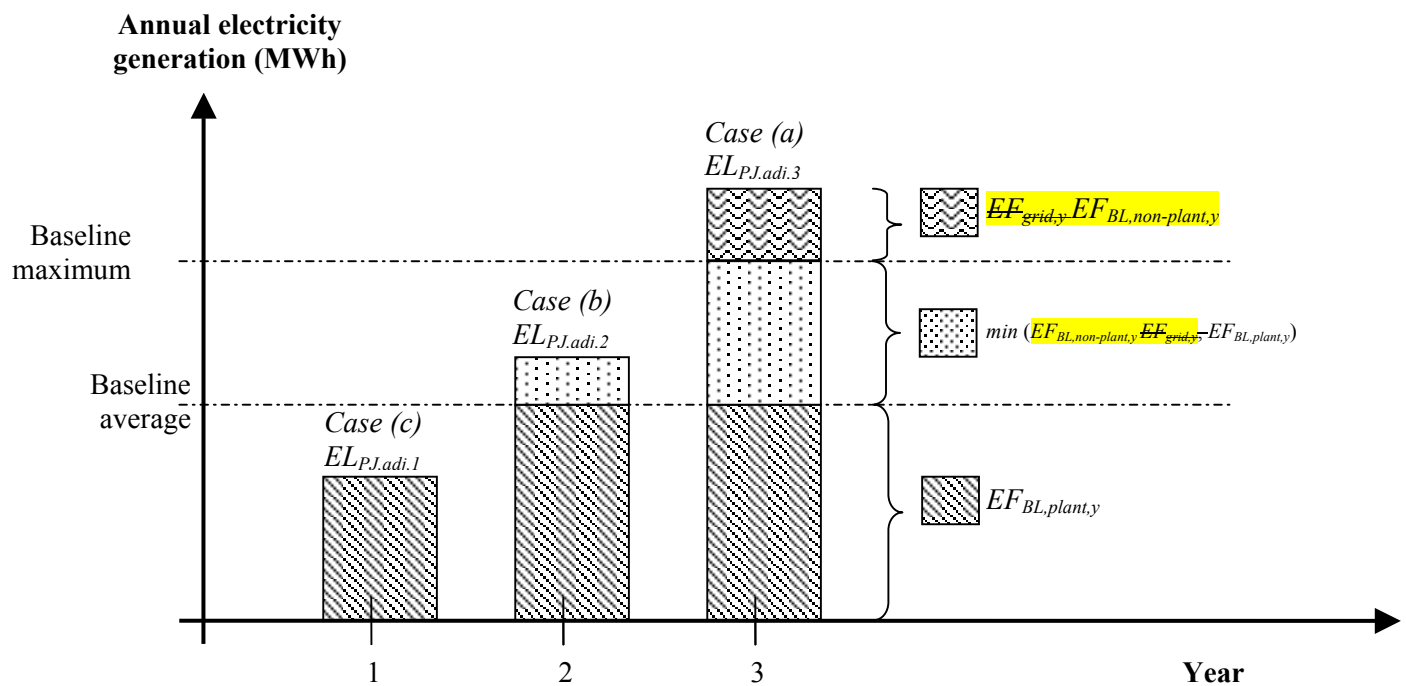 Annual electricity
generation (MWh)
Case (a)
EL_PJ.adi.3
EF_grid,y EF_BL,non-plant,y
Baseline
maximum
Case (b)
EL_PJ.adi.2
min (EF_BL,non-plant,y EF_grid,y, EF_BL,plant,y)
Baseline
average
Case (c)
EL_PJ.adi.1
EF_BL,plant,y
1 2 3 Year